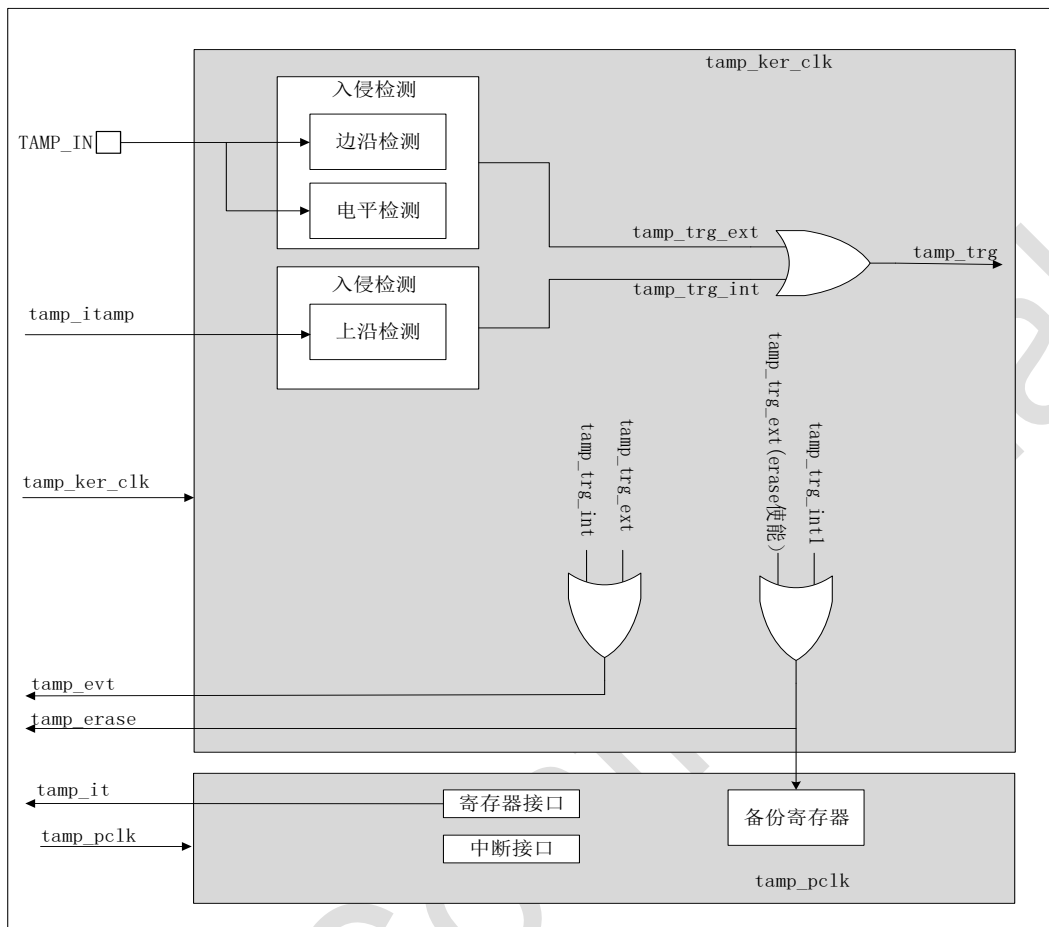 tamp_ker_clk
入侵检测
TAMP_IN
边沿检测
电平检测
tamp_trg_ext
tamp_trg
入侵检测
tamp_trg_int
tamp_itamp
上沿检测
tamp_ker_clk
tamp_trg_int
tamp_trg_ext
tamp_trg_ext(erase使能)
tamp_trg_int1
tamp_evt
tamp_erase
tamp_it
寄存器接口
备份寄存器
tamp_pclk
中断接口
tamp_pclk